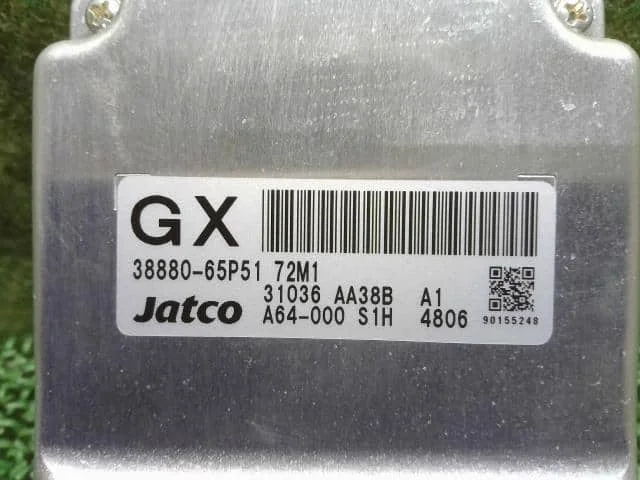 GX
38880-65P51 72M1
31036 AA38B A1
Jatco A64-000 S1H 4806
90155248